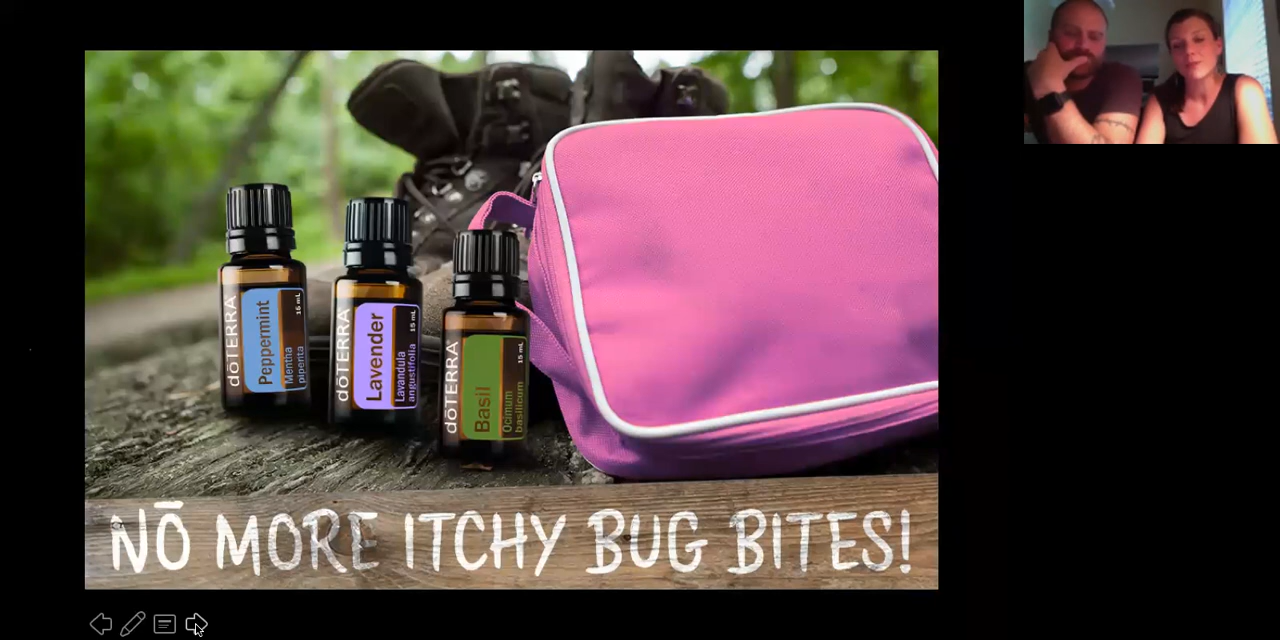 dōTERRA
Peppermint
Mentha
piperita
15 mL
dōTERRA
Lavender
Lavandula
angustifolia
15 mL
dōTERRA
Basil
Ocimum
basilicum
15 mL
NŌ MORE ITCHY BUG BITES!